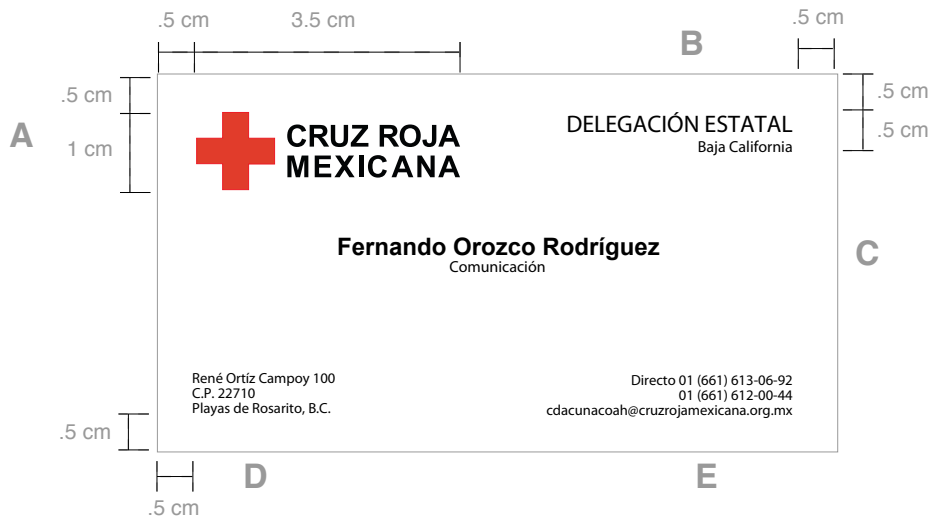 .5 cm
3.5 cm
B
.5 cm
.5 cm
A
1 cm
CRUZ ROJA
MEXICANA
DELEGACIÓN ESTATAL
Baja California
.5 cm
.5 cm
Fernando Orozco Rodríguez
Comunicación
C
René Ortíz Campoy 100
C.P. 22710
Playas de Rosarito, B.C.
Directo 01 (661) 613-06-92
01 (661) 612-00-44
cdacunacoah@cruzrojamexicana.org.mx
.5 cm
D
E
.5 cm